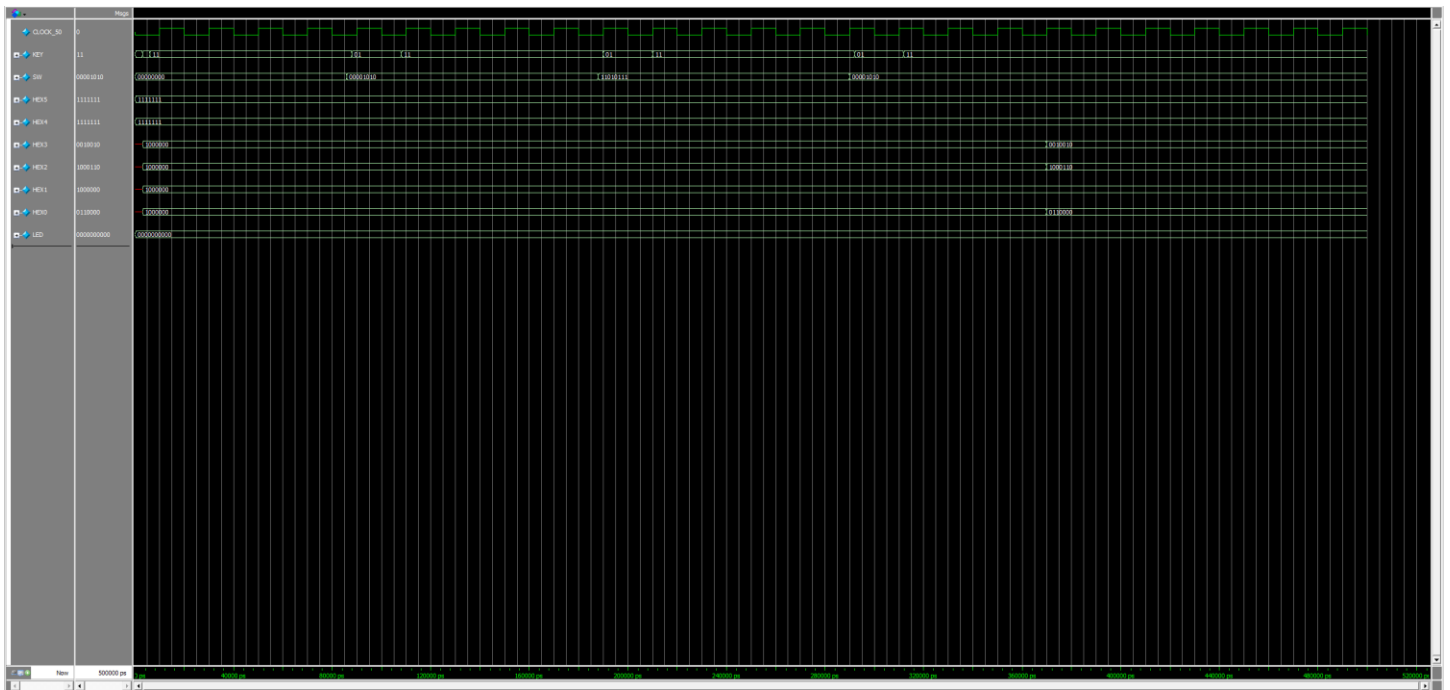 Msgs
CLOCK_50 0
KEY 11 11 01 11 01 11 01 11
SW 00001010 00000000 00001010 11010111 00001010
HEX5 1111111 1111111
HEX4 1111111 1111111
HEX3 0010010 1000000 0010010
HEX2 1000110 1000000 1000110
HEX1 1000000 1000000
HEX0 0110000 1000000 0110000
LED 0000000000 0000000000
Now 500000 ps ps 40000 ps 80000 ps 120000 ps 160000 ps 200000 ps 240000 ps 280000 ps 320000 ps 360000 ps 400000 ps 440000 ps 480000 ps 520000 ps